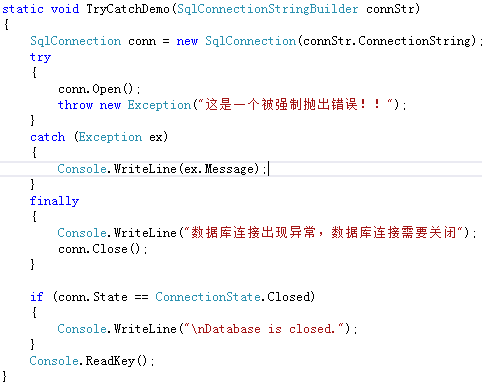 static void TryCatchDemo(SqlConnectionStringBuilder connStr)
{
    SqlConnection conn = new SqlConnection(connStr.ConnectionString);
    try
    {
        conn.Open();
        throw new Exception("这是一个被强制抛出错误！！");
    }
    catch (Exception ex)
    {
        Console.WriteLine(ex.Message);
    }
    finally
    {
        Console.WriteLine("数据库连接出现异常，数据库连接需要关闭");
        conn.Close();
    }

    if (conn.State == ConnectionState.Closed)
    {
        Console.WriteLine("\nDatabase is closed.");
    }
    Console.ReadKey();
}